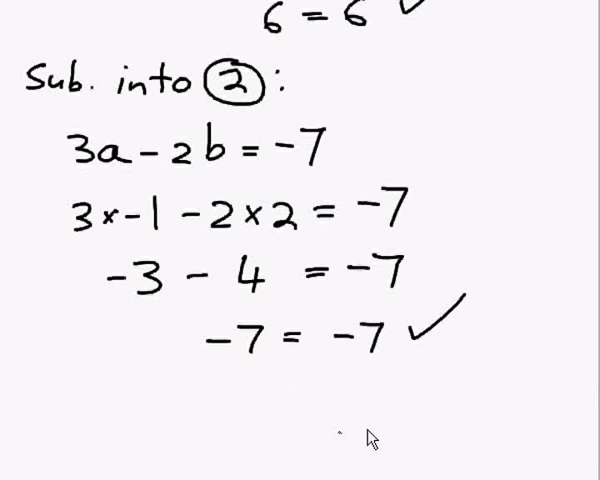 6 = 6 ✓
Sub. into ②:
3a - 2b = -7
3 × -1 - 2 × 2 = -7
-3 - 4 = -7
-7 = -7 ✓